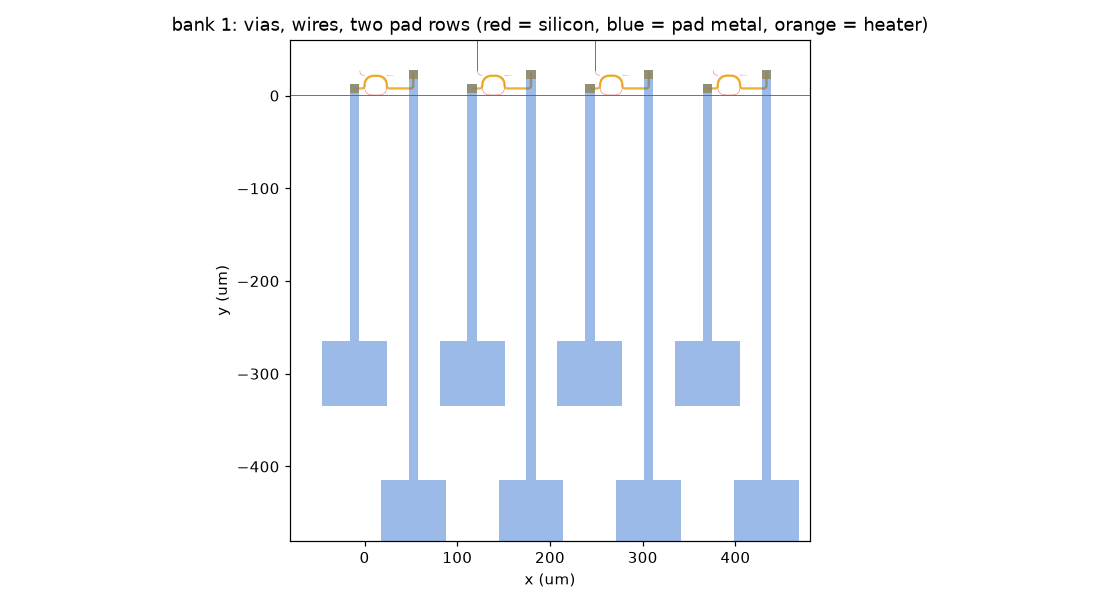 bank 1: vias, wires, two pad rows (red = silicon, blue = pad metal, orange = heater)
0
−100
−200
−300
−400
y (um)
0 100 200 300 400
x (um)